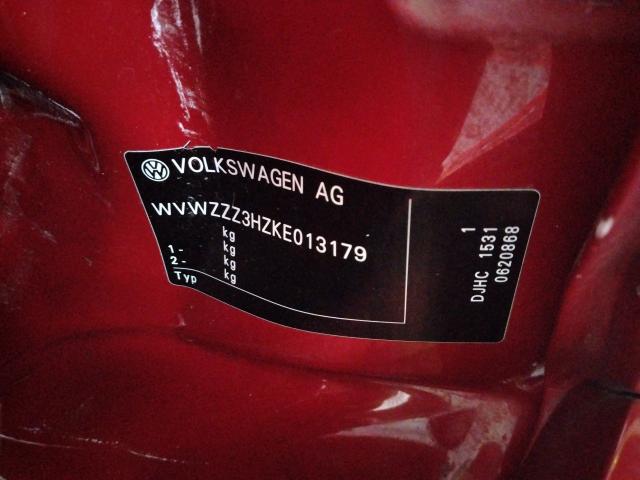 VOLKSWAGEN AG
WVWZZZ3HZKE013179
kg
1- kg
2- kg
Typ kg
1
DJHC 1531
0620868